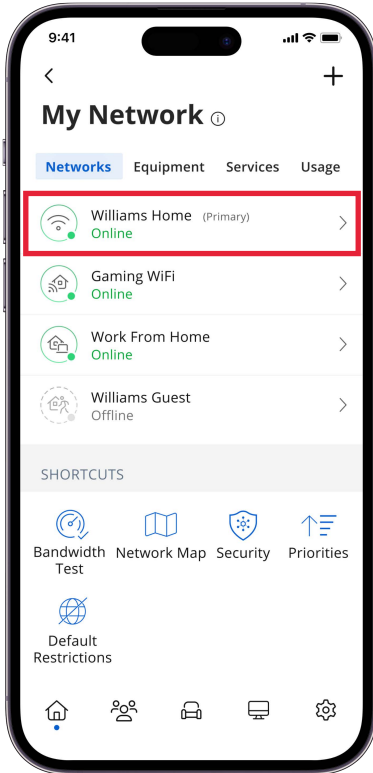 9:41
My Network
Networks Equipment Services Usage
Williams Home (Primary)
Online
Gaming WiFi
Online
Work From Home
Online
Williams Guest
Offline
SHORTCUTS
Bandwidth Test
Network Map
Security
Priorities
Default Restrictions